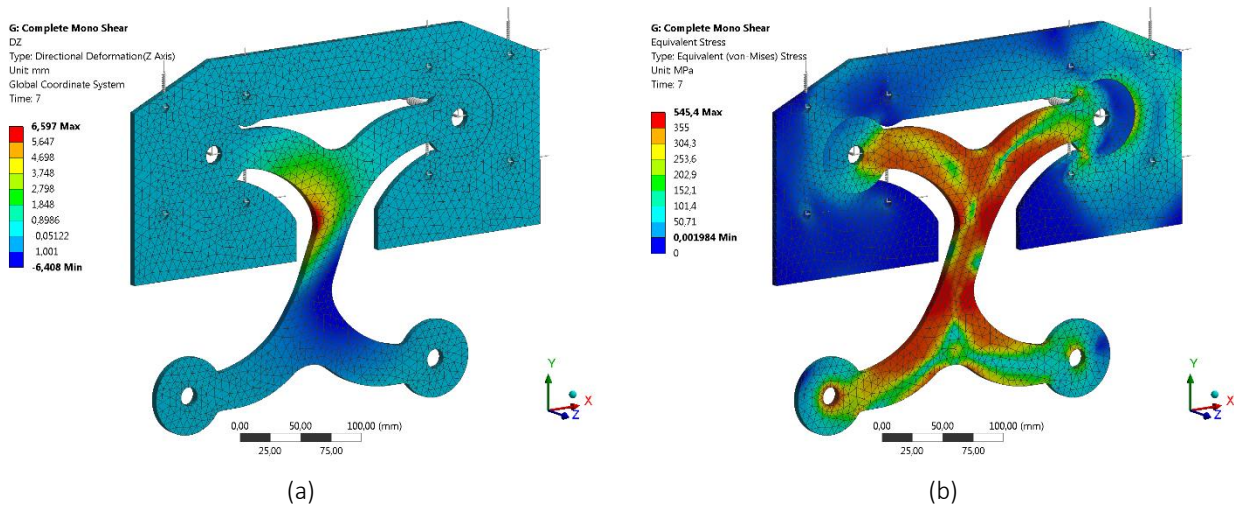 G: Complete Mono Shear
DZ
Type: Directional Deformation(Z Axis)
Unit: mm
Global Coordinate System
Time: 7
6,597 Max
5,647
4,698
3,748
2,798
1,848
0,8986
0,05122
1,001
-6,408 Min
0,00 50,00 100,00 (mm)
25,00 75,00
Y
X
Z
(a)
G: Complete Mono Shear
Equivalent Stress
Type: Equivalent (von-Mises) Stress
Unit: MPa
Time: 7
545,4 Max
355
304,3
253,6
202,9
152,1
101,4
50,71
0,001984 Min
0
0,00 50,00 100,00 (mm)
25,00 75,00
Y
X
Z
(b)